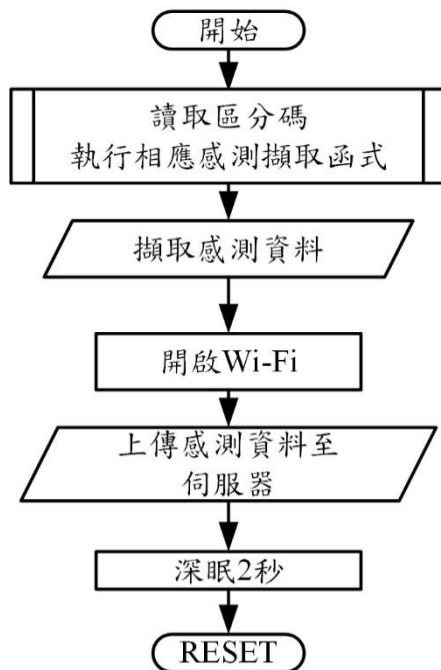 開始
讀取區分碼
執行相應感測擷取函式
擷取感測資料
開啟Wi-Fi
上傳感測資料至
伺服器
深眠2秒
RESET